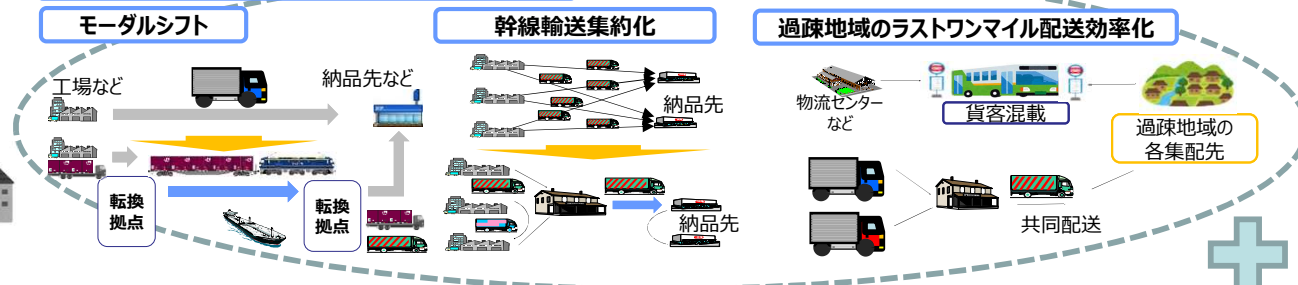 モーダルシフト
幹線輸送集約化
過疎地域のラストワンマイル配送効率化
工場など
納品先など
転換
拠点
転換
拠点
納品先
納品先
物流センター
など
貨客混載
過疎地域の
各集配先
共同配送